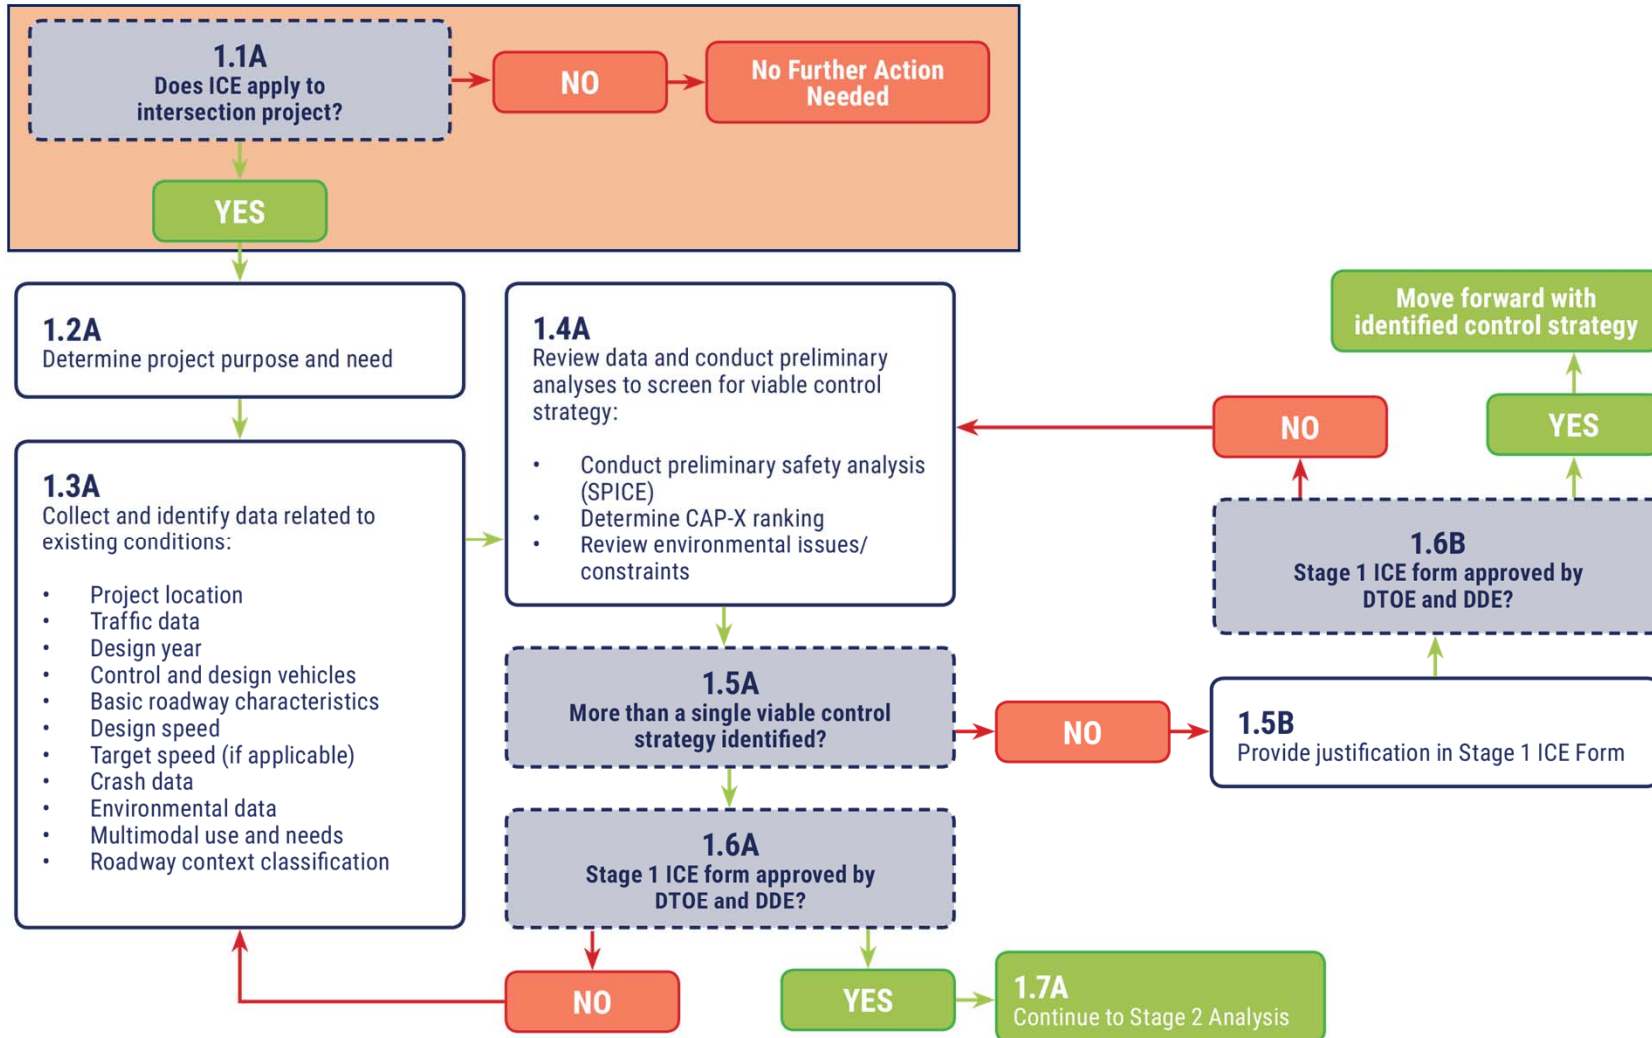 1.1A
Does ICE apply to
intersection project?
NO
No Further Action
Needed
YES
1.2A
Determine project purpose and need
1.3A
Collect and identify data related to
existing conditions:
• Project location
• Traffic data
• Design year
• Control and design vehicles
• Basic roadway characteristics
• Design speed
• Target speed (if applicable)
• Crash data
• Environmental data
• Multimodal use and needs
• Roadway context classification
1.4A
Review data and conduct preliminary
analyses to screen for viable control
strategy:
• Conduct preliminary safety analysis
(SPICE)
• Determine CAP-X ranking
• Review environmental issues/
constraints
1.5A
More than a single viable control
strategy identified?
NO
1.5B
Provide justification in Stage 1 ICE Form
1.6B
Stage 1 ICE form approved by
DTOE and DDE?
NO
YES
Move forward with
identified control strategy
1.6A
Stage 1 ICE form approved by
DTOE and DDE?
NO
YES
1.7A
Continue to Stage 2 Analysis